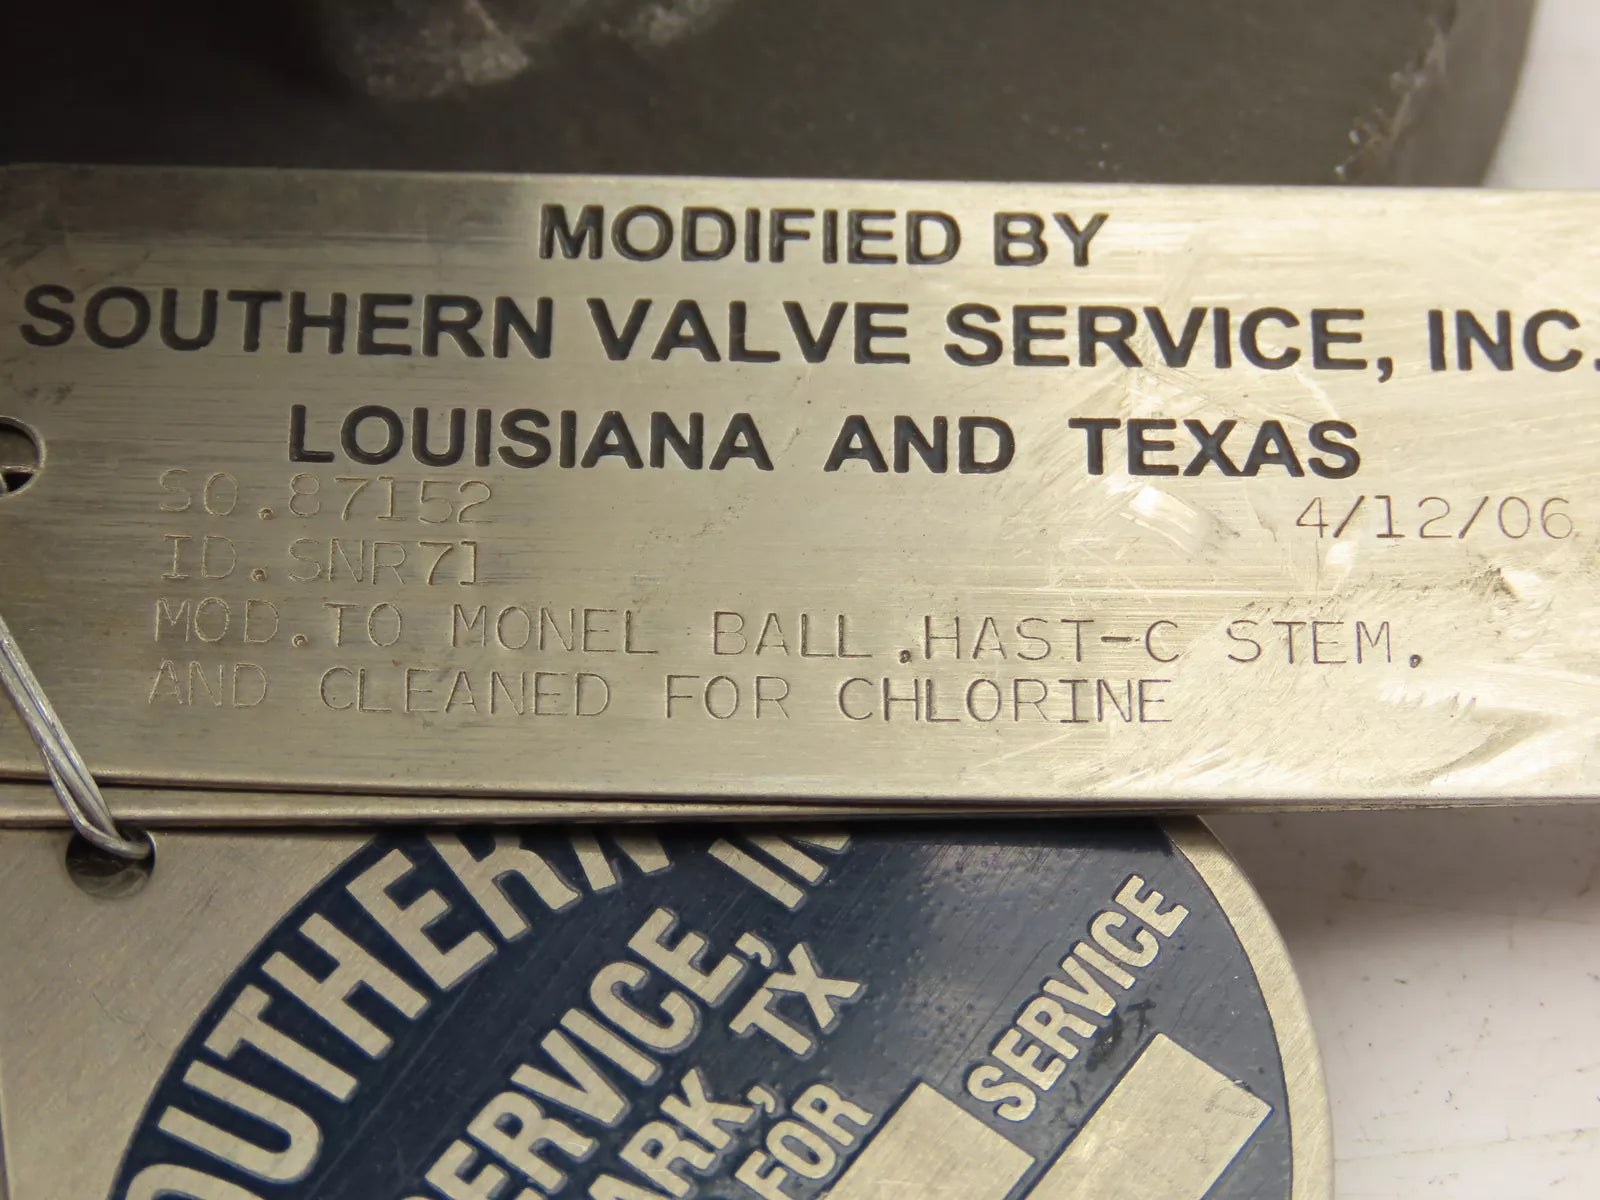 MODIFIED BY
SOUTHERN VALVE SERVICE, INC.
LOUISIANA AND TEXAS
SO.87152 4/12/06
ID.SNR71
MOD.TO MONEL BALL.HAST-C STEM.
AND CLEANED FOR CHLORINE
OUTHERN
SERVICE, IN
ARK, TX
FOR
SERVICE